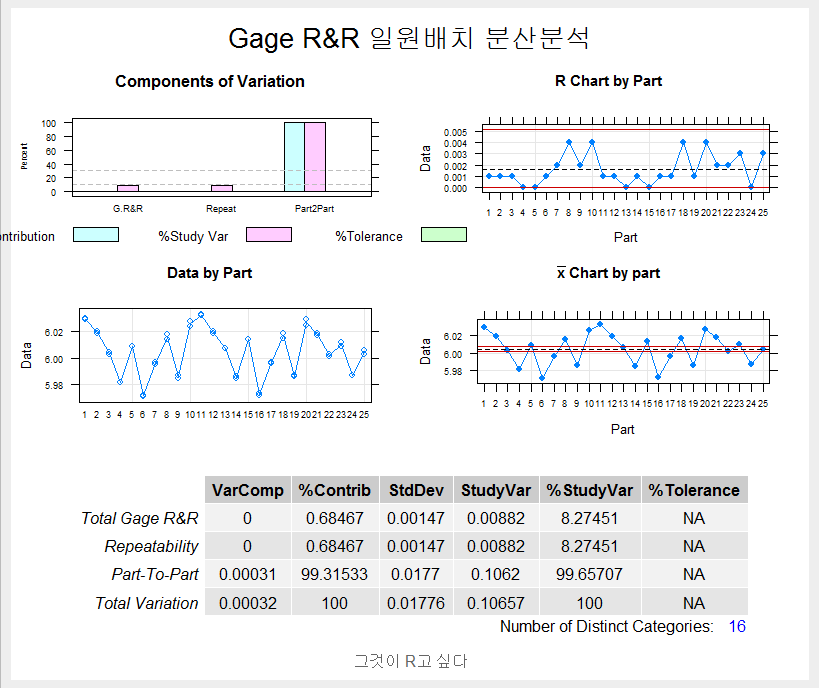 Gage R&R 일원배치 분산분석
Components of Variation
Percent
100
80
60
40
20
0
G.R&R Repeat Part2Part
ontribution %Study Var %Tolerance
R Chart by Part
Data
0.005
0.004
0.003
0.002
0.001
0.000
1 2 3 4 5 6 7 8 9 10 11 12 13 14 15 16 17 18 19 20 21 22 23 24 25
Part
Data by Part
Data
6.02
6.00
5.98
1 2 3 4 5 6 7 8 9 10 11 12 13 14 15 16 17 18 19 20 21 22 23 24 25
x̅ Chart by part
Data
6.02
6.00
5.98
1 2 3 4 5 6 7 8 9 10 11 12 13 14 15 16 17 18 19 20 21 22 23 24 25
Part
VarComp %Contrib StdDev StudyVar %StudyVar %Tolerance
Total Gage R&R 0 0.68467 0.00147 0.00882 8.27451 NA
Repeatability 0 0.68467 0.00147 0.00882 8.27451 NA
Part-To-Part 0.00031 99.31533 0.0177 0.1062 99.65707 NA
Total Variation 0.00032 100 0.01776 0.10657 100 NA
Number of Distinct Categories: 16
그것이 R고 싶다